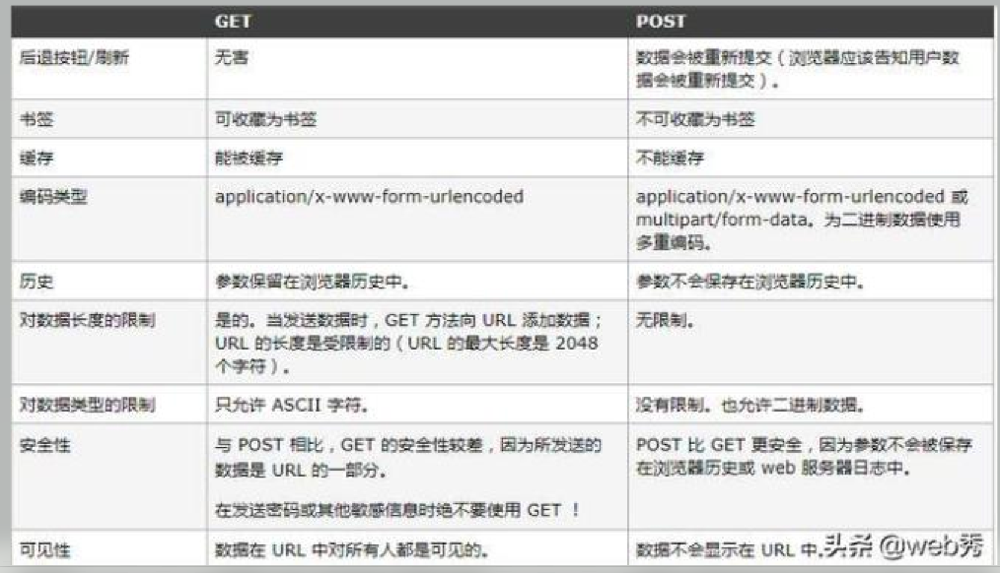 GET POST
后退按钮/刷新 无害 数据会被重新提交（浏览器应该告知用户数
据会被重新提交）。
书签 可收藏为书签 不可收藏为书签
缓存 能被缓存 不能缓存
编码类型 application/x-www-form-urlencoded application/x-www-form-urlencoded 或
multipart/form-data。为二进制数据使用
多重编码。
历史 参数保留在浏览器历史中。 参数不会保存在浏览器历史中。
对数据长度的限制 是的。当发送数据时，GET 方法向 URL 添加数据； 无限制。
URL 的长度是受限制的（URL 的最大长度是 2048
个字符）。
对数据类型的限制 只允许 ASCII 字符。 没有限制。也允许二进制数据。
安全性 与 POST 相比，GET 的安全性较差，因为所发送的 POST 比 GET 更安全，因为参数不会被保存
数据是 URL 的一部分。 在浏览器历史或 web 服务器日志中。
在发送密码或其他敏感信息时绝不要使用 GET ！
可见性 数据在 URL 中对所有人都是可见的。 数据不会显示在 URL 中。
头条 @web秀